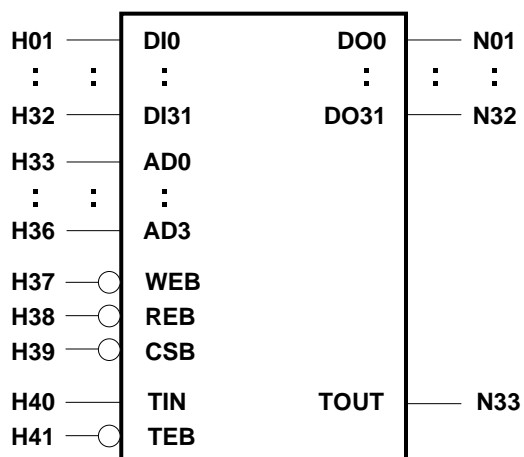 H01 DI0 DO0 N01
: : : : : :
H32 DI31 DO31 N32
H33 AD0
: : :
H36 AD3
H37 WEB
H38 REB
H39 CSB
H40 TIN TOUT N33
H41 TEB